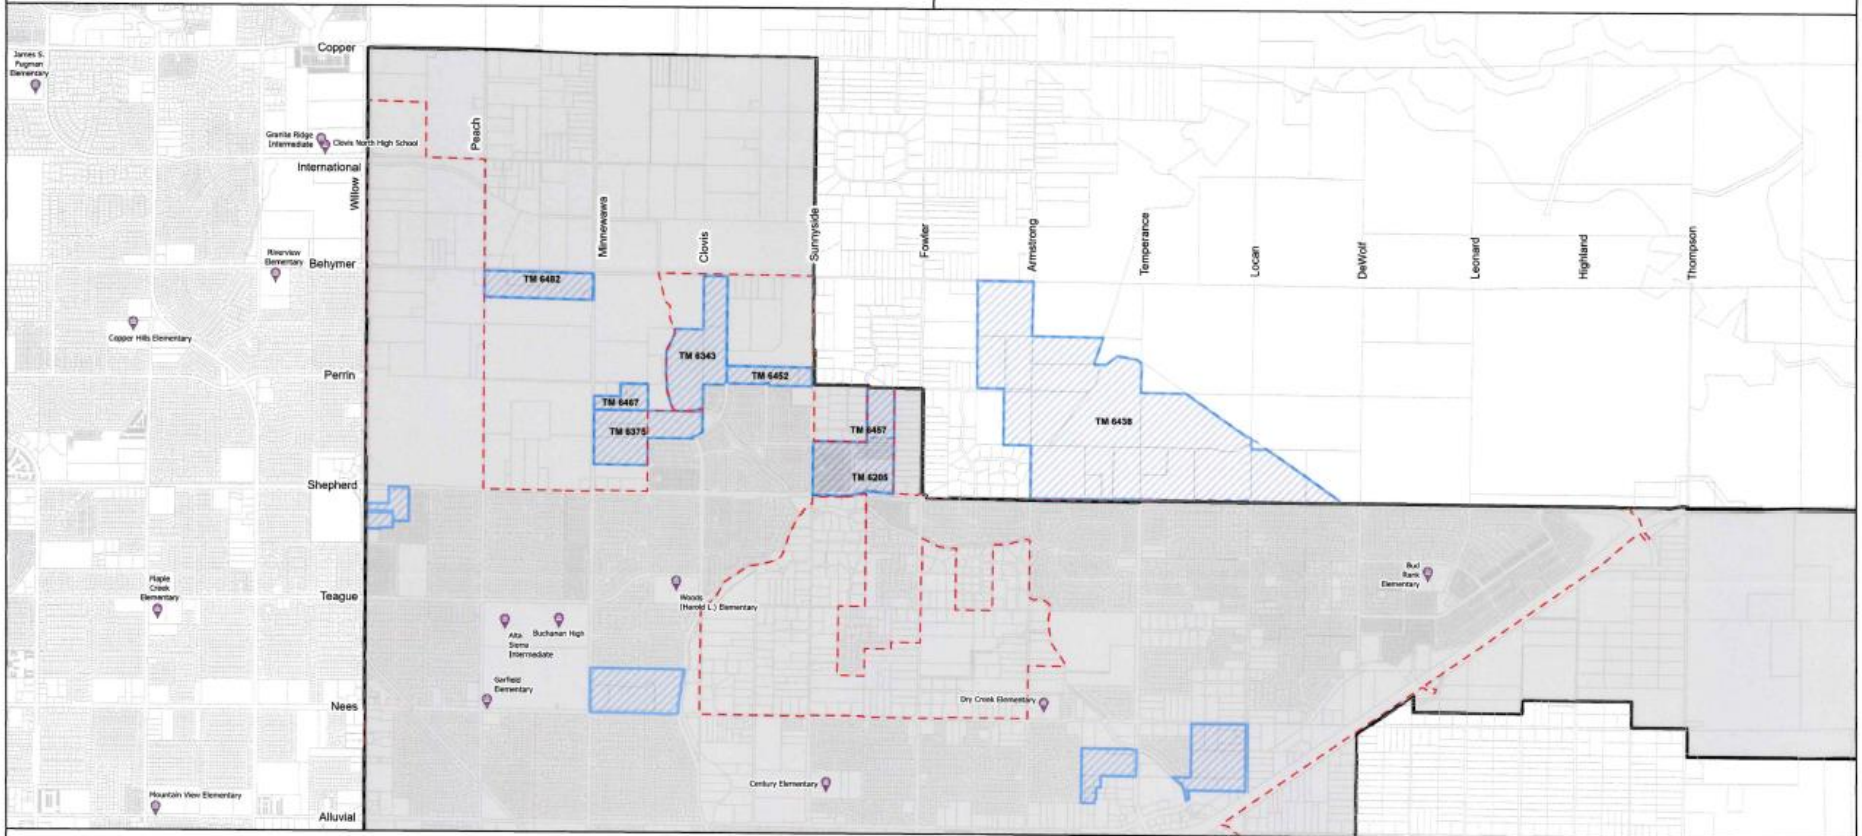 Copper
James S.
Fugman
Elementary
Granite Ridge
Intermediate
Clovis North High School
Peach
International
Willow
Minnewawa
Clovis
Sunnyside
Fowler
Armstrong
Temperance
Locan
DeWolf
Leonard
Highland
Thompson
Riverview
Elementary
Behymer
TM 6482
Copper Hills Elementary
TM 6343
Perrin
TM 6452
TM 6467
TM 6375
TM 6457
TM 6438
TM 6205
Shepherd
Bud
Rank
Elementary
Maple
Creek
Elementary
Teague
Woods
(Harold L.) Elementary
Alta
Sierra
Intermediate
Buchanan High
Garfield
Elementary
Nees
Dry Creek Elementary
Century Elementary
Mountain View Elementary
Alluvial